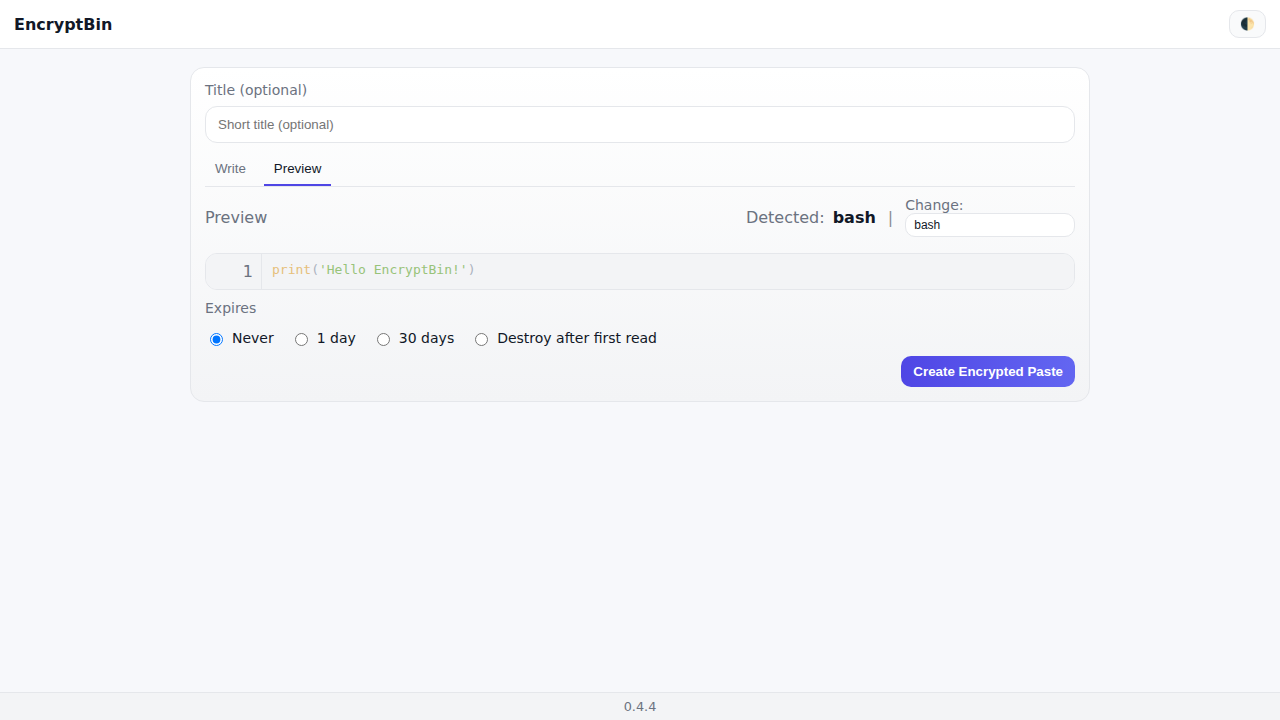 EncryptBin
Title (optional)
Short title (optional)
Write Preview
Preview Detected: bash | Change:
bash
1 print('Hello EncryptBin!')
Expires
Never 1 day 30 days Destroy after first read
Create Encrypted Paste
0.4.4